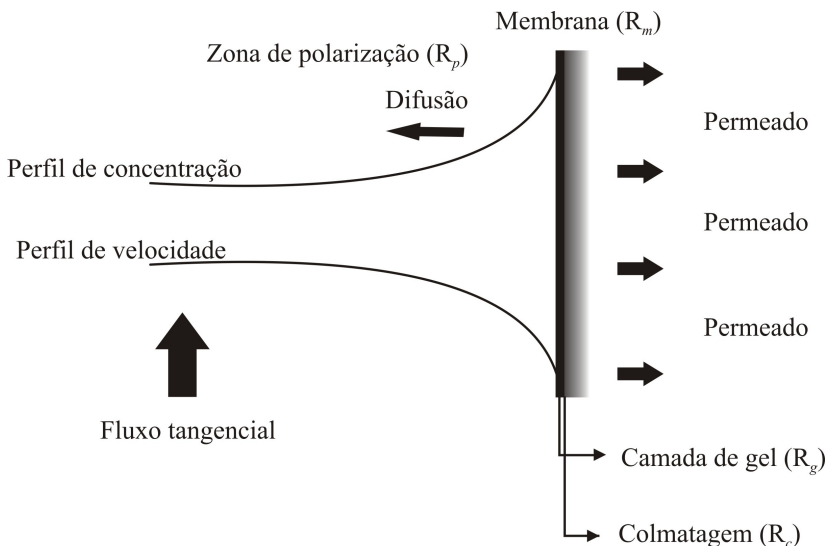 Membrana (Rm)
Zona de polarização (Rp)
Difusão
Permeado
Perfil de concentração
Permeado
Perfil de velocidade
Permeado
Fluxo tangencial
Camada de gel (Rg)
Colmatagem (Rc)